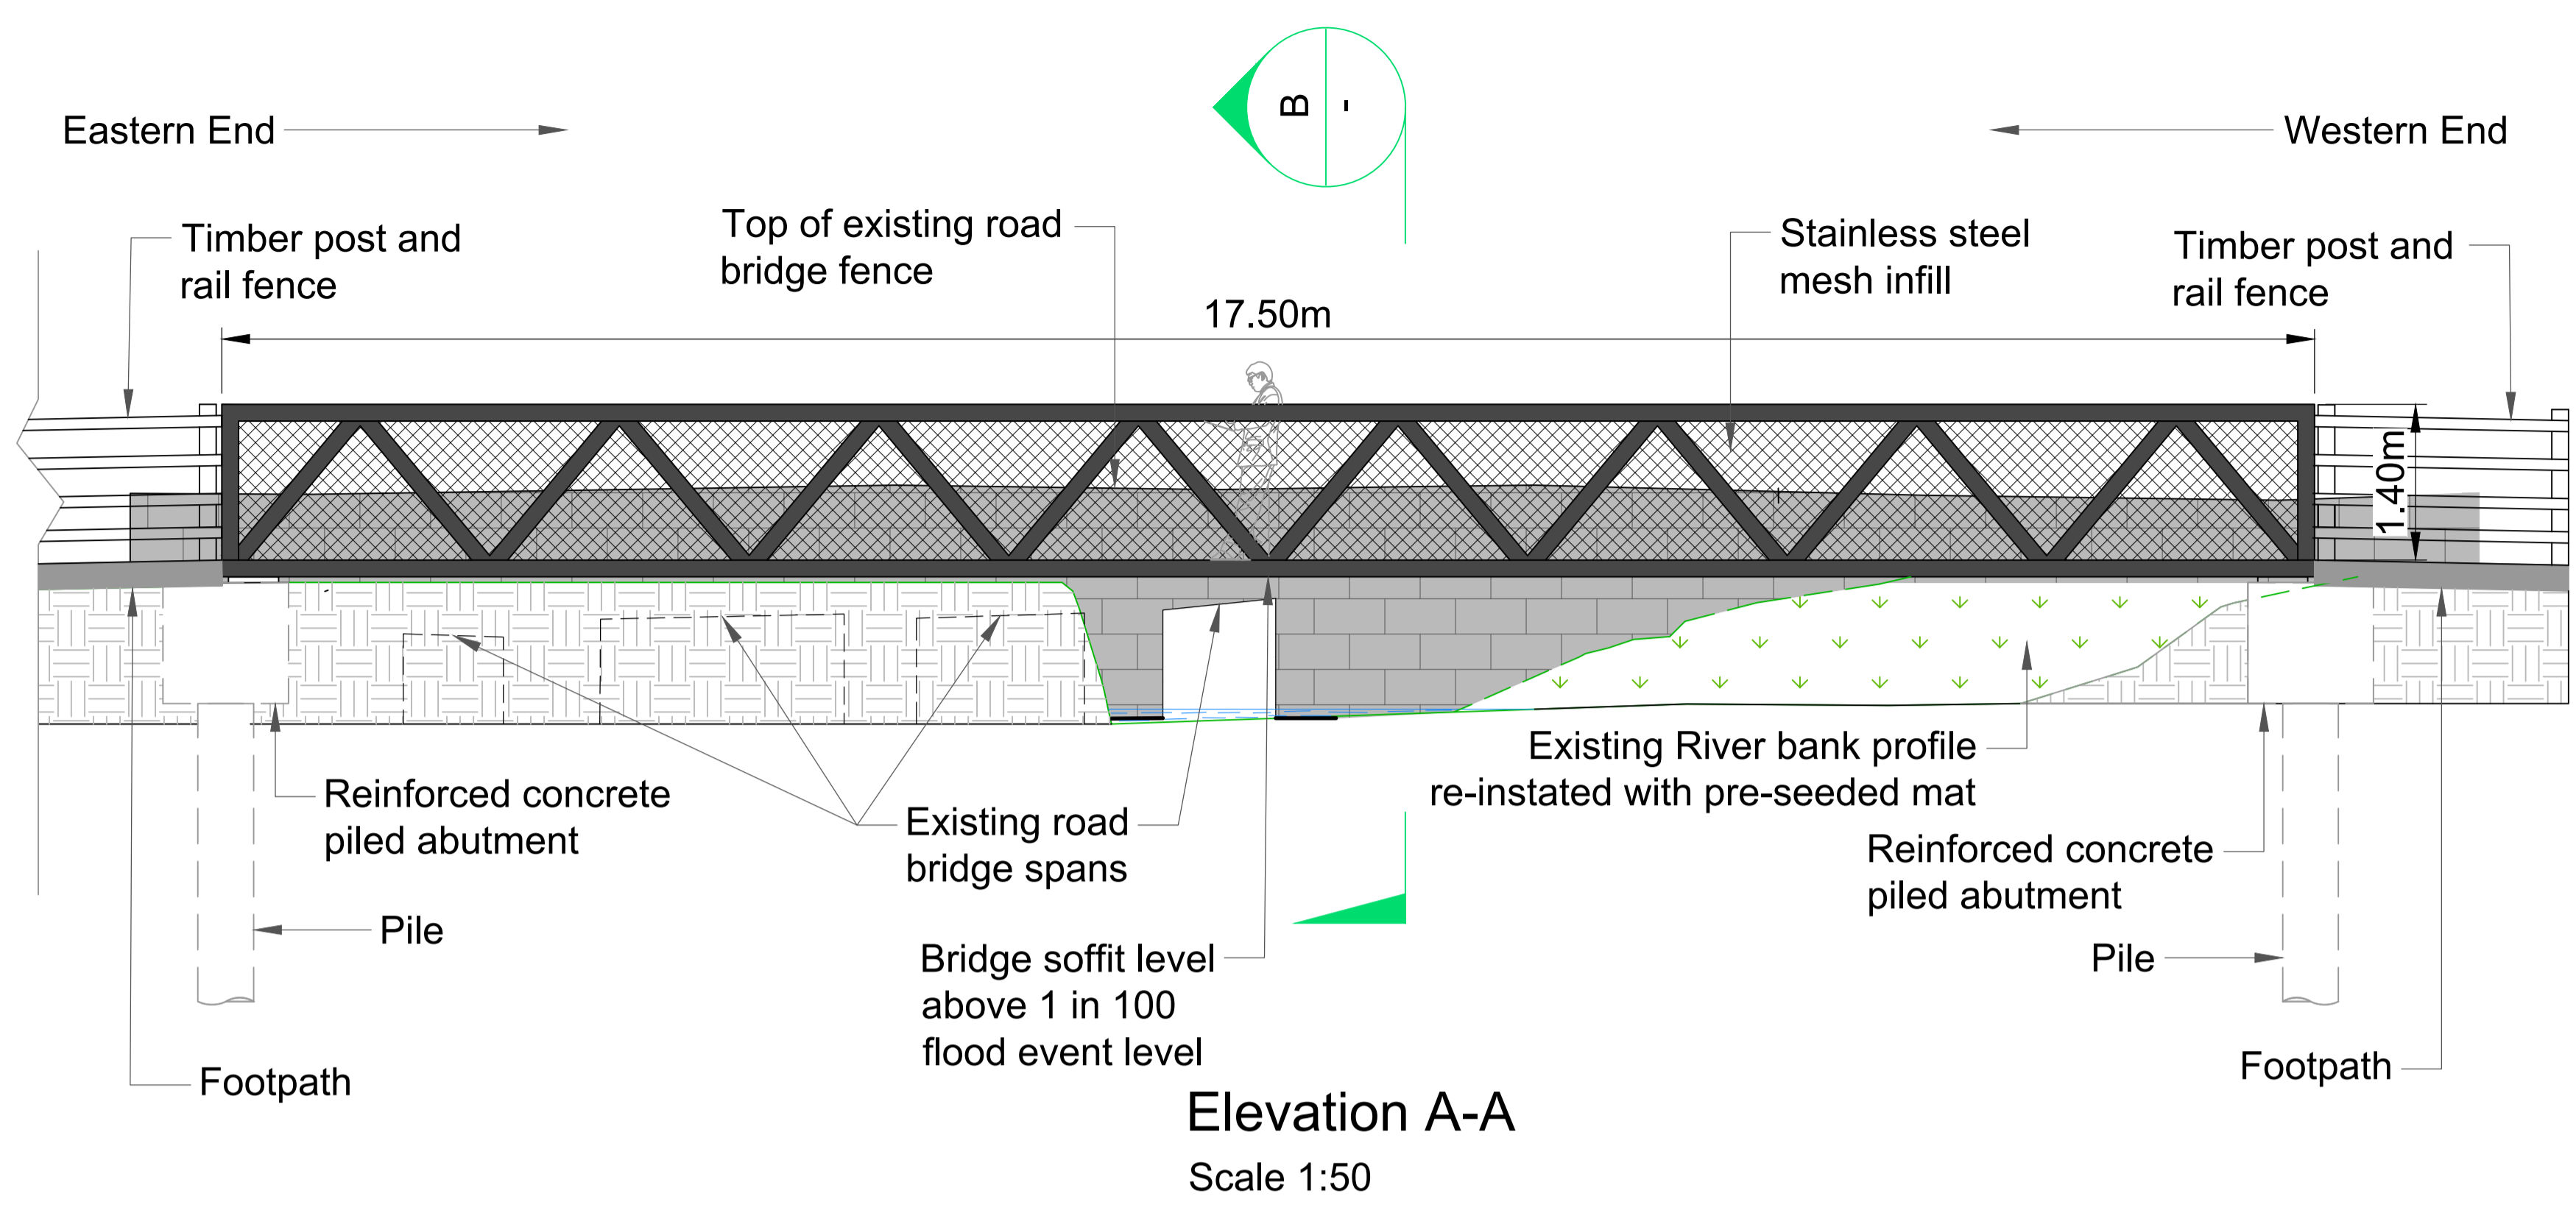 B
-
Eastern End
Western End
Timber post and
rail fence
Top of existing road
bridge fence
Stainless steel
mesh infill
Timber post and
rail fence
17.50m
1.40m
Existing River bank profile
re-instated with pre-seeded mat
Reinforced concrete
piled abutment
Existing road
bridge spans
Reinforced concrete
piled abutment
Pile
Bridge soffit level
above 1 in 100
flood event level
Pile
Footpath
Footpath
Elevation A-A
Scale 1:50